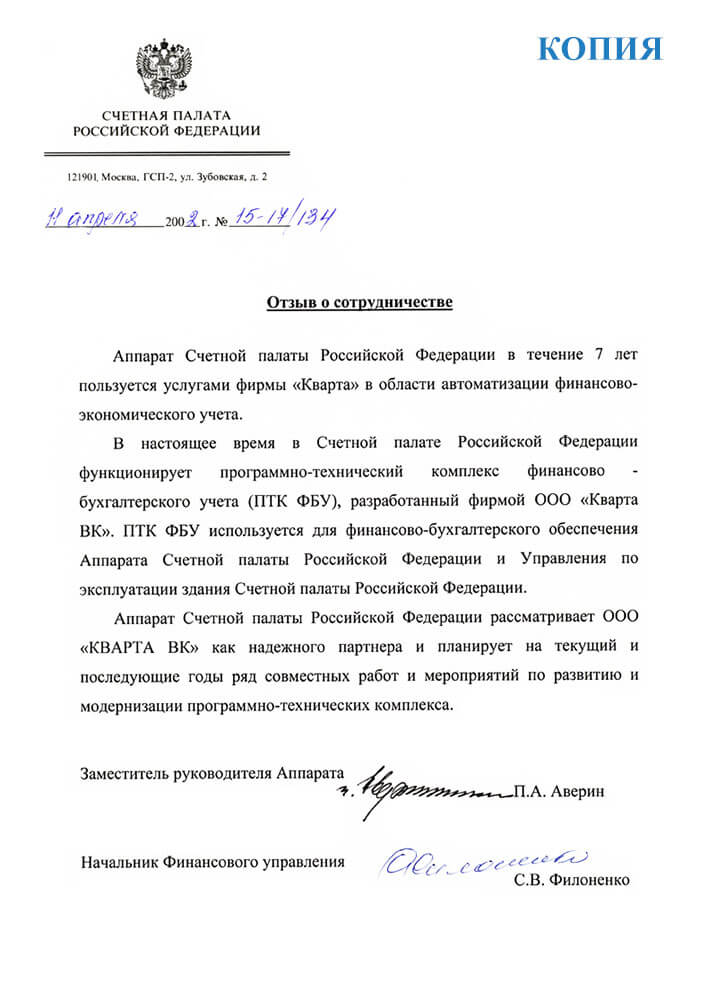 КОПИЯ
СЧЕТНАЯ ПАЛАТА
РОССИЙСКОЙ ФЕДЕРАЦИИ
121901, Москва, ГСП-2, ул. Зубовская, д. 2
11 апреля 2002 г. № 15-17/134
Отзыв о сотрудничестве
Аппарат Счетной палаты Российской Федерации в течение 7 лет
пользуется услугами фирмы «Кварта» в области автоматизации финансово-
экономического учета.
В настоящее время в Счетной палате Российской Федерации
функционирует программно-технический комплекс финансово -
бухгалтерского учета (ПТК ФБУ), разработанный фирмой ООО «Кварта
ВК». ПТК ФБУ используется для финансово-бухгалтерского обеспечения
Аппарата Счетной палаты Российской Федерации и Управления по
эксплуатации здания Счетной палаты Российской Федерации.
Аппарат Счетной палаты Российской Федерации рассматривает ООО
«КВАРТА ВК» как надежного партнера и планирует на текущий и
последующие годы ряд совместных работ и мероприятий по развитию и
модернизации программно-технических комплекса.
Заместитель руководителя Аппарата
П.А. Аверин
Начальник Финансового управления
С.В. Филоненко